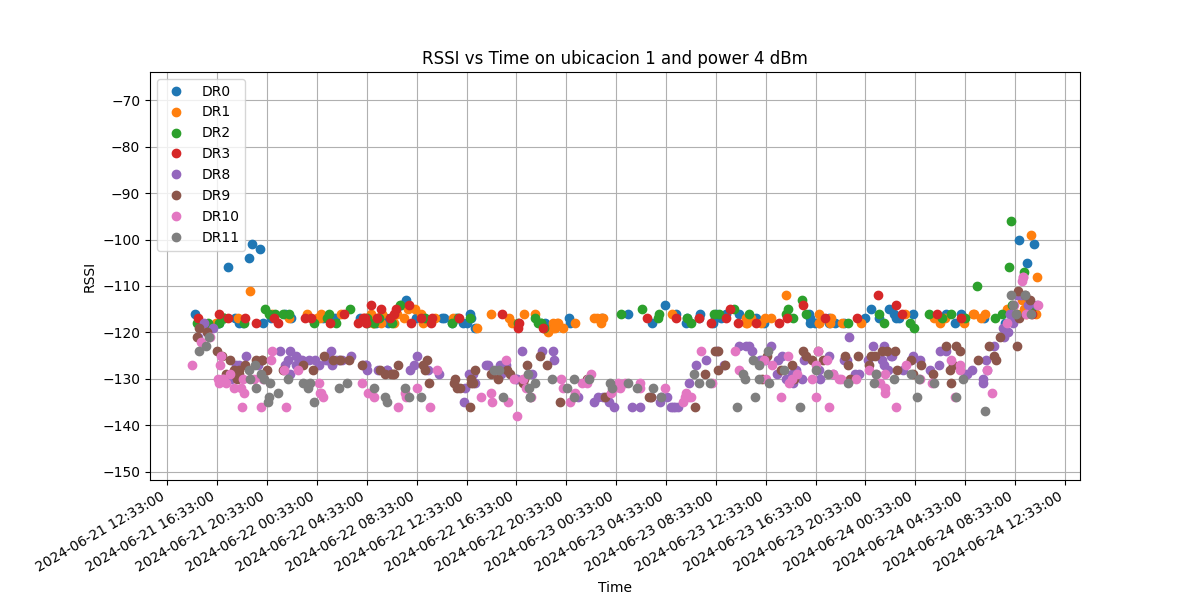 RSSI vs Time on ubicacion 1 and power 4 dBm
DR0
DR1
DR2
DR3
DR8
DR9
DR10
DR11
RSSI
−70
−80
−90
−100
−110
−120
−130
−140
−150
2024-06-21 12:33:00
2024-06-21 16:33:00
2024-06-21 20:33:00
2024-06-22 00:33:00
2024-06-22 04:33:00
2024-06-22 08:33:00
2024-06-22 12:33:00
2024-06-22 16:33:00
2024-06-22 20:33:00
2024-06-23 00:33:00
2024-06-23 04:33:00
2024-06-23 08:33:00
2024-06-23 12:33:00
2024-06-23 16:33:00
2024-06-23 20:33:00
2024-06-24 00:33:00
2024-06-24 04:33:00
2024-06-24 08:33:00
2024-06-24 12:33:00
Time